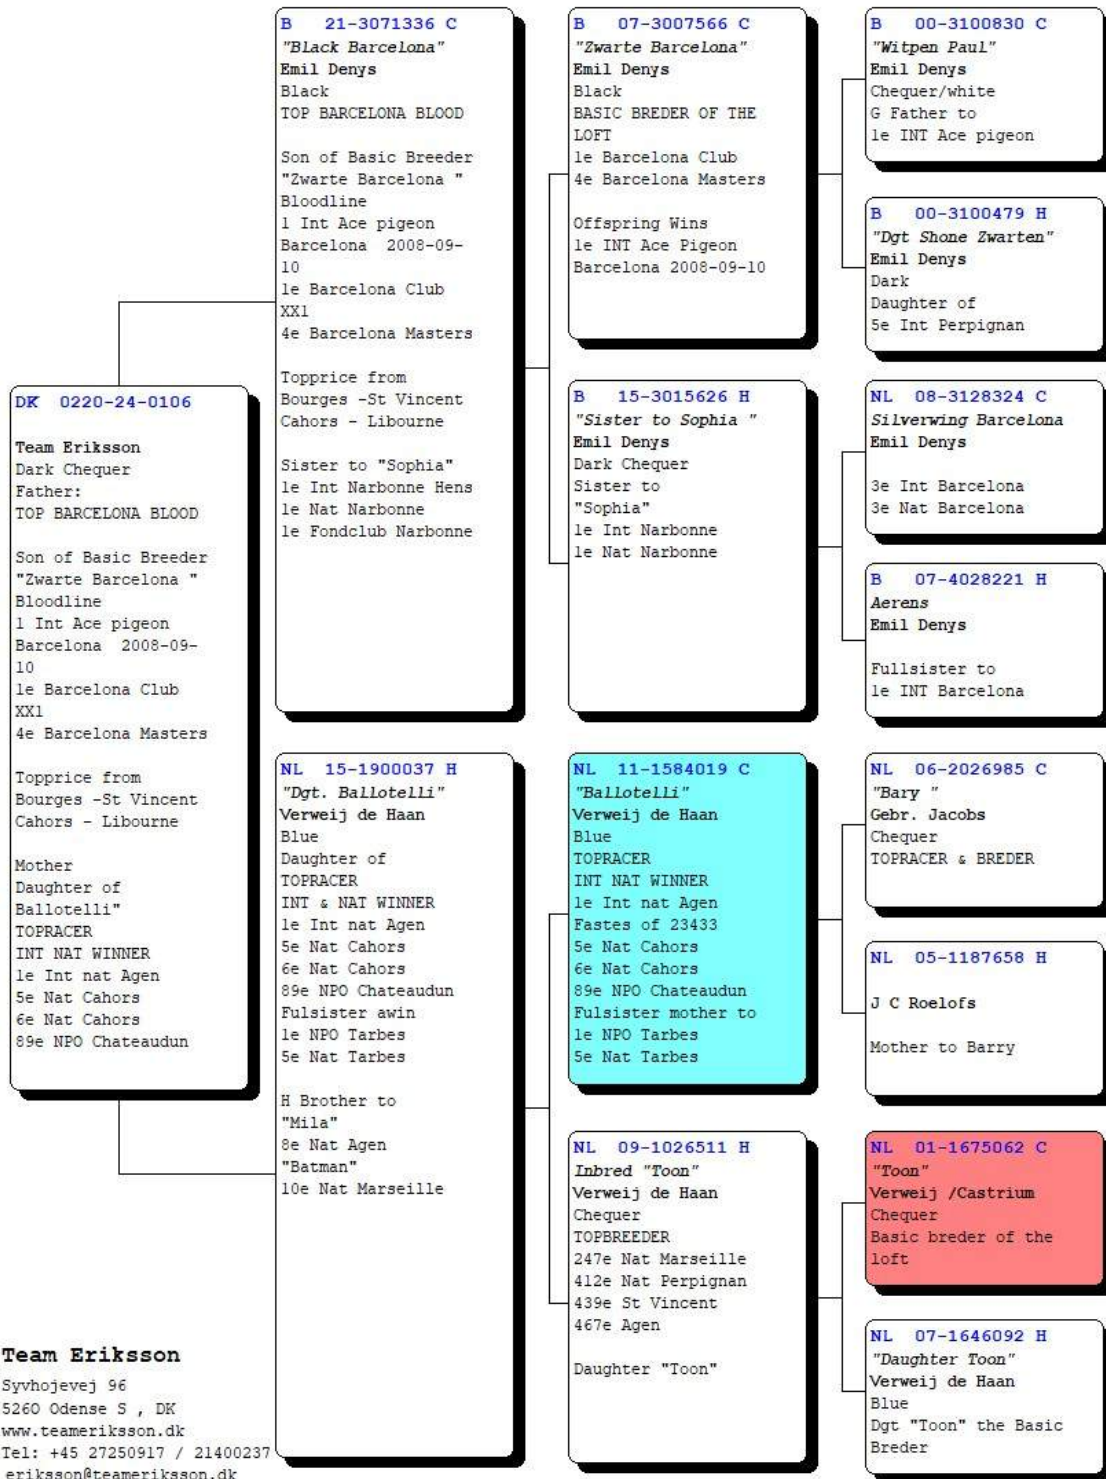 DK 0220-24-0106
Team Eriksson
Dark Chequer
Father:
TOP BARCELONA BLOOD
Son of Basic Breeder
"Zwarte Barcelona "
Bloodline
1 Int Ace pigeon
Barcelona 2008-09-
10
1e Barcelona Club
XX1
4e Barcelona Masters
Topprice from
Bourges -St Vincent
Cahors - Libourne
Mother
Daughter of
Ballotelli"
TOPRACER
INT NAT WINNER
1e Int nat Agen
5e Nat Cahors
6e Nat Cahors
89e NPO Chateaudun
B 21-3071336 C
"Black Barcelona"
Emil Denys
Black
TOP BARCELONA BLOOD
Son of Basic Breeder
"Zwarte Barcelona "
Bloodline
1 Int Ace pigeon
Barcelona 2008-09-
10
1e Barcelona Club
XX1
4e Barcelona Masters
Topprice from
Bourges -St Vincent
Cahors - Libourne
Sister to "Sophia"
1e Int Narbonne Hens
1e Nat Narbonne
1e Fondclub Narbonne
NL 15-1900037 H
"Dgt. Ballotelli"
Verweij de Haan
Blue
Daughter of
TOPRACER
INT & NAT WINNER
1e Int nat Agen
5e Nat Cahors
6e Nat Cahors
89e NPO Chateaudun
Fulsister awin
1e NPO Tarbes
5e Nat Tarbes
H Brother to
"Mila"
8e Nat Agen
"Batman"
10e Nat Marseille
B 07-3007566 C
"Zwarte Barcelona"
Emil Denys
Black
BASIC BREDER OF THE
LOFT
1e Barcelona Club
4e Barcelona Masters
Offspring Wins
1e INT Ace Pigeon
Barcelona 2008-09-10
B 15-3015626 H
"Sister to Sophia "
Emil Denys
Dark Chequer
Sister to
"Sophia"
1e Int Narbonne
1e Nat Narbonne
NL 11-1584019 C
"Ballotelli"
Verweij de Haan
Blue
TOPRACER
INT NAT WINNER
1e Int nat Agen
Fastes of 23433
5e Nat Cahors
6e Nat Cahors
89e NPO Chateaudun
Fulsister mother to
1e NPO Tarbes
5e Nat Tarbes
NL 09-1026511 H
Inbred "Toon"
Verweij de Haan
Chequer
TOPBREEDER
247e Nat Marseille
412e Nat Perpignan
439e St Vincent
467e Agen
Daughter "Toon"
B 00-3100830 C
"Witpen Paul"
Emil Denys
Chequer/white
G Father to
1e INT Ace pigeon
B 00-3100479 H
"Dgt Shone Zwarten"
Emil Denys
Dark
Daughter of
5e Int Perpignan
NL 08-3128324 C
Silverwing Barcelona
Emil Denys
3e Int Barcelona
3e Nat Barcelona
B 07-4028221 H
Aerens
Emil Denys
Fullsister to
1e INT Barcelona
NL 06-2026985 C
"Bary "
Gebr. Jacobs
Chequer
TOPRACER & BREDER
NL 05-1187658 H
J C Roelofs
Mother to Barry
NL 01-1675062 C
"Toon"
Verweij /Castrium
Chequer
Basic breder of the
loft
NL 07-1646092 H
"Daughter Toon"
Verweij de Haan
Blue
Dgt "Toon" the Basic
Breder
Team Eriksson
Syvhojevej 96
5260 Odense S , DK
www.teameriksson.dk
Tel: +45 27250917 / 21400237
eriksson@teameriksson.dk